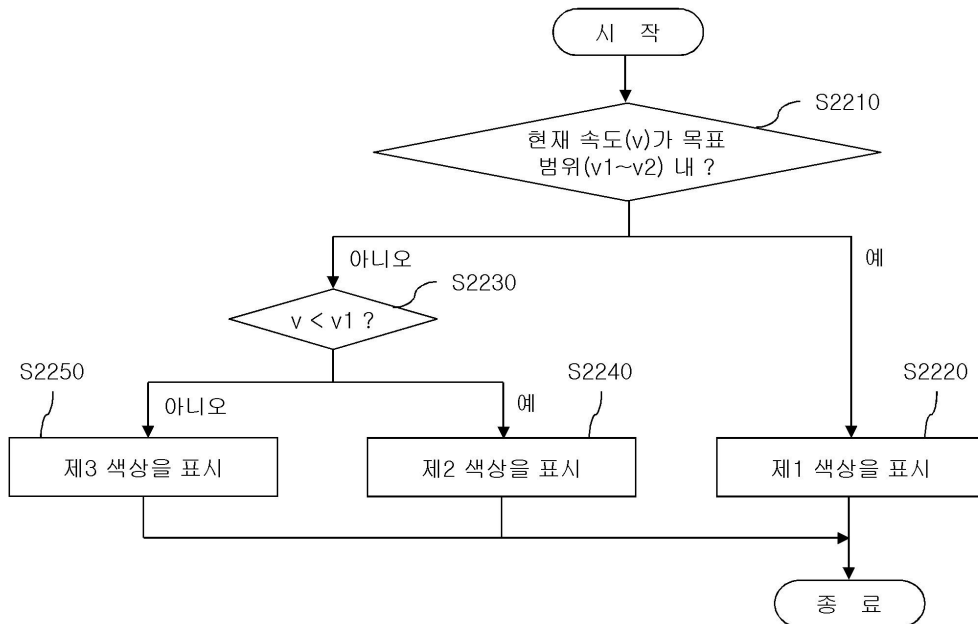 시 작
S2210
현재 속도(v)가 목표
범위(v1~v2) 내 ?
아니오
예
S2230
v < v1 ?
S2250
S2240
S2220
아니오
예
제3 색상을 표시
제2 색상을 표시
제1 색상을 표시
종 료